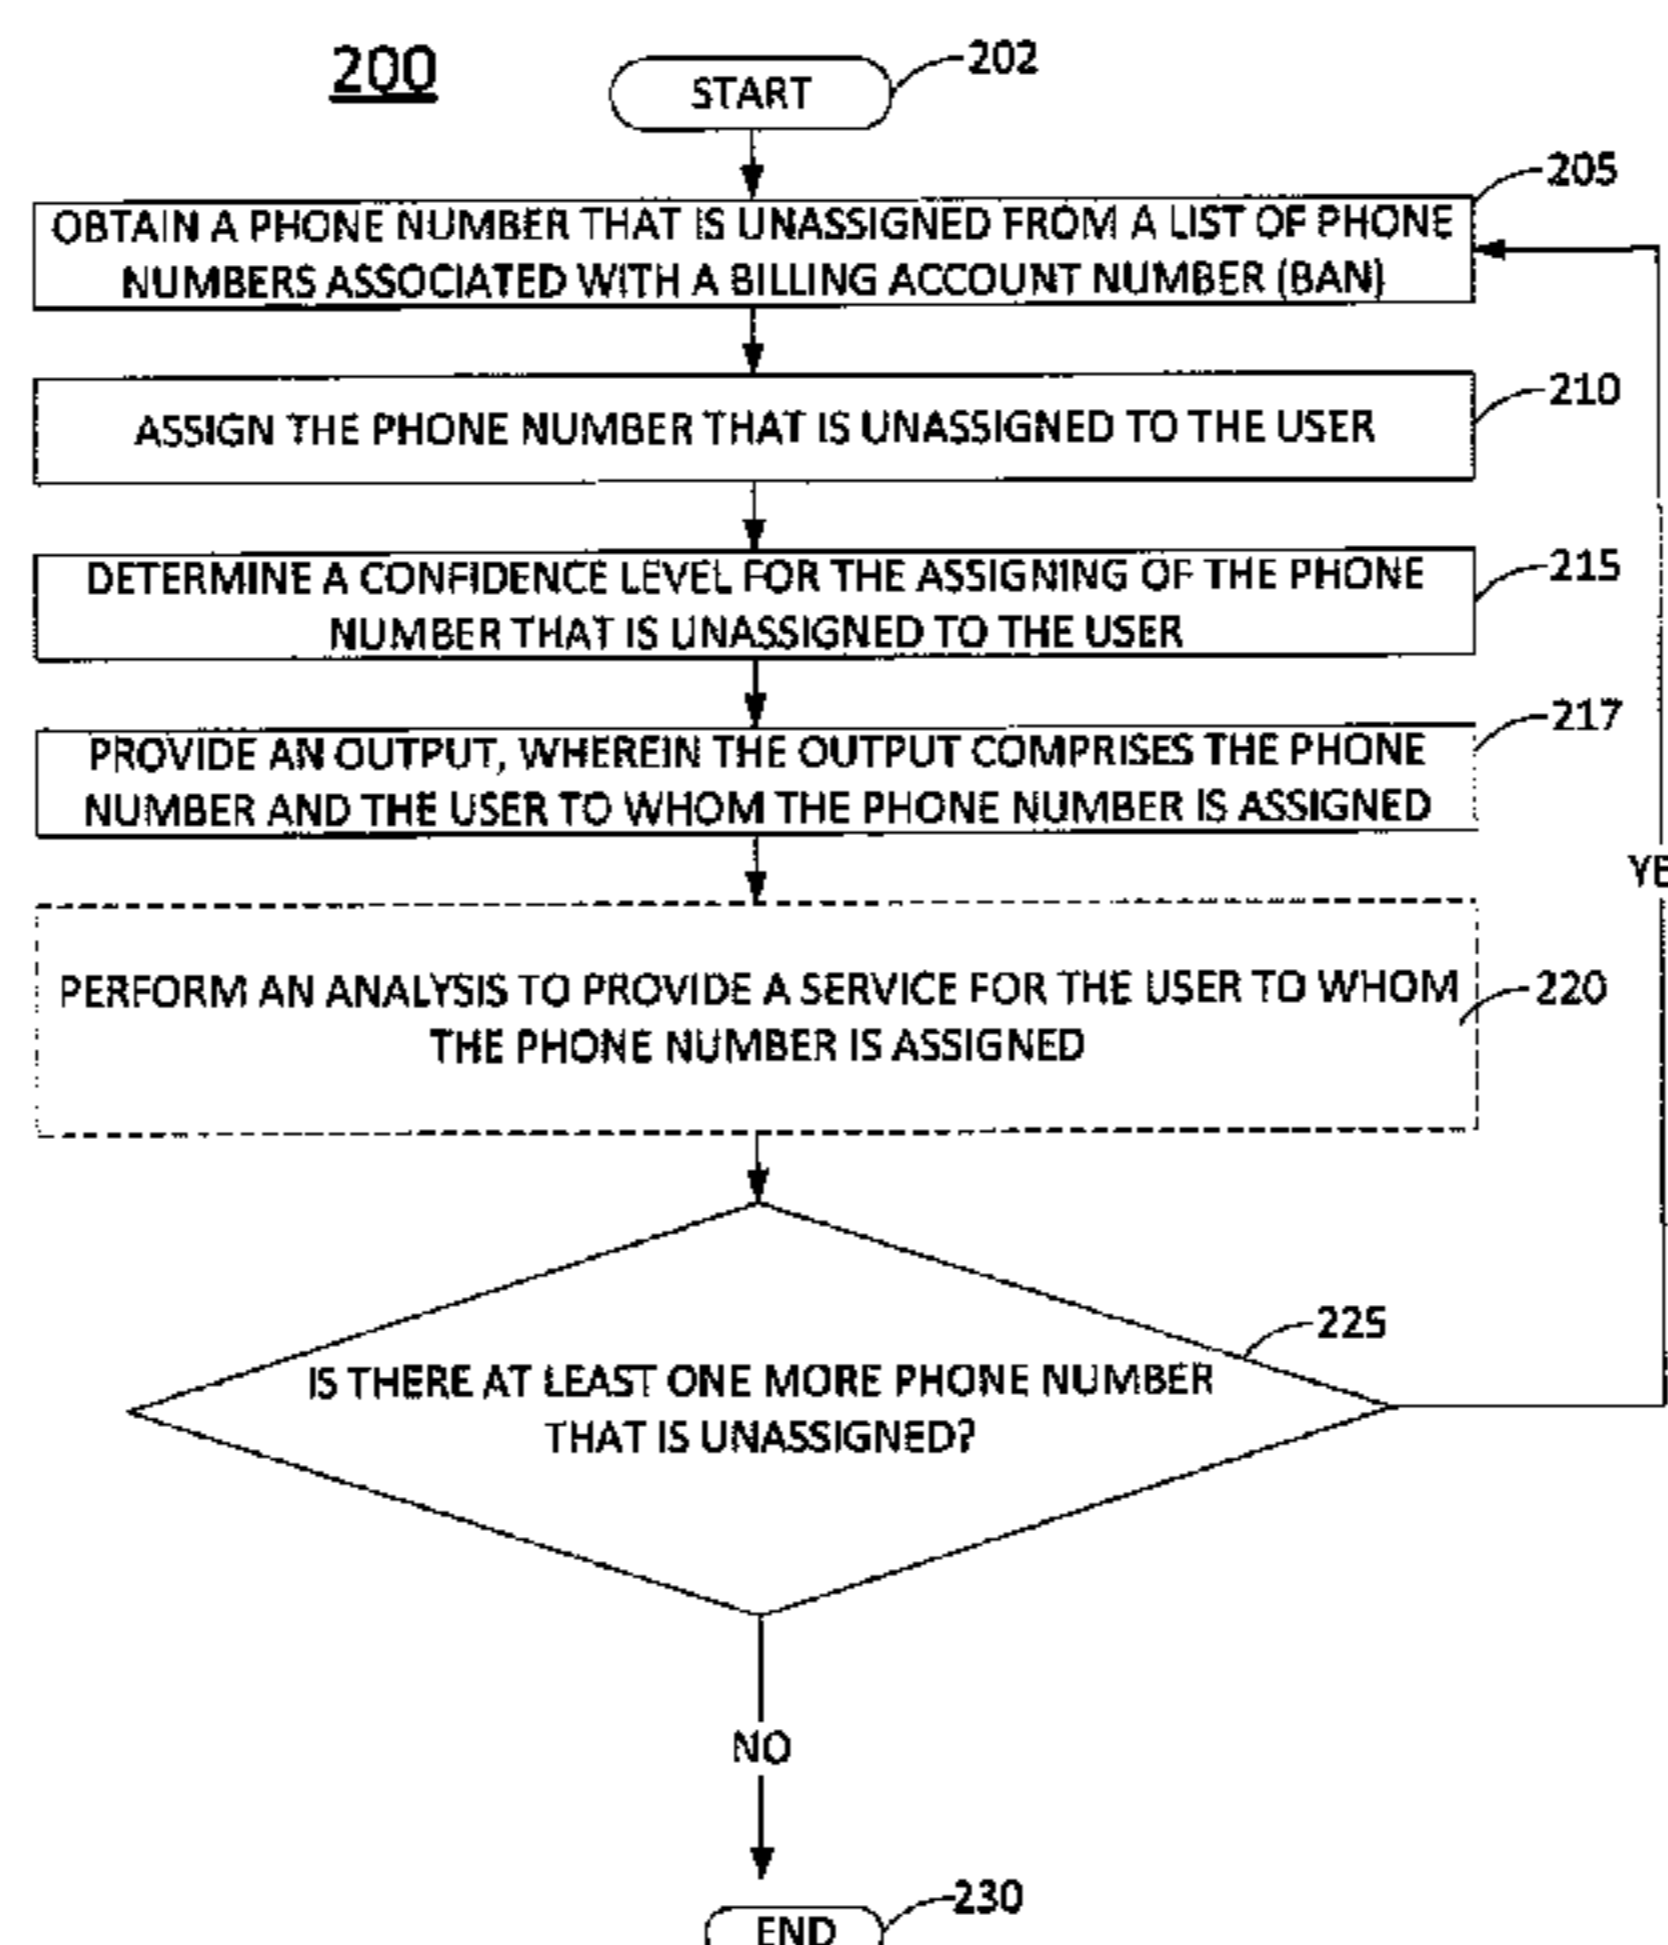 200
START
202
205
OBTAIN A PHONE NUMBER THAT IS UNASSIGNED FROM A LIST OF PHONE
NUMBERS ASSOCIATED WITH A BILLING ACCOUNT NUMBER (BAN)
210
ASSIGN THE PHONE NUMBER THAT IS UNASSIGNED TO THE USER
215
DETERMINE A CONFIDENCE LEVEL FOR THE ASSIGNING OF THE PHONE
NUMBER THAT IS UNASSIGNED TO THE USER
217
PROVIDE AN OUTPUT, WHEREIN THE OUTPUT COMPRISES THE PHONE
NUMBER AND THE USER TO WHOM THE PHONE NUMBER IS ASSIGNED
YE
PERFORM AN ANALYSIS TO PROVIDE A SERVICE FOR THE USER TO WHOM
THE PHONE NUMBER IS ASSIGNED
220
225
IS THERE AT LEAST ONE MORE PHONE NUMBER
THAT IS UNASSIGNED?
NO
230
END